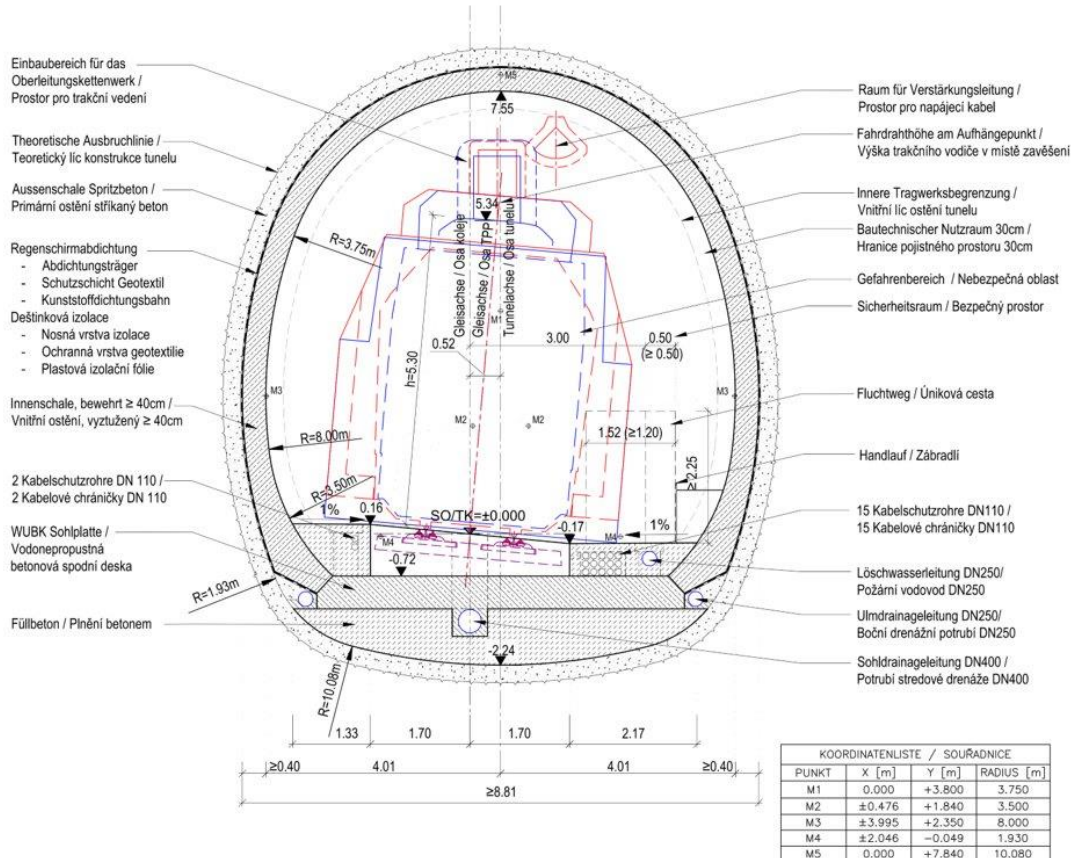 Einbaubereich für das
Oberleitungskettenwerk /
Prostor pro trakční vedení
Theoretische Ausbruchlinie /
Teoretický líc konstrukce tunelu
Aussenschale Spritzbeton /
Primární ostění stříkaný beton
Regenschirmabdichtung
- Abdichtungsträger
- Schutzschicht Geotextil
- Kunststoffdichtungsbahn
Deštinková izolace
- Nosná vrstva izolace
- Ochranná vrstva geotextilie
- Plastová izolační fólie
Innenschale, bewehrt ≥ 40cm /
Vnitřní ostění, vyztužený ≥ 40cm
2 Kabelschutzrohre DN 110 /
2 Kabelové chráničky DN 110
WUBK Sohlplatte /
Vodonepropustná
betonová spodní deska
Füllbeton / Plnění betonem
M5
7.55
5.34
R=3.75m
Gleisachse / Osa koleje
Gleisachse / Osa TPP
Tunnelachse / Osa tunelu
M1
3.00
0.50
(≥ 0.50)
0.52
h=5.30
M3
M3
M2
M2
1.52 (≥1.20)
≥ 2.25
R=8.00m
R=3.50m
1%
0.16
SO/TK=±0.000
-0.17
1%
M4
M4
-0.72
R=1.93m
-2.24
R=10.08m
1.33
1.70
1.70
2.17
≥0.40
4.01
4.01
≥0.40
≥8.81
Raum für Verstärkungsleitung /
Prostor pro napájecí kabel
Fahrdrahthöhe am Aufhängepunkt /
Výška trakčního vodiče v místě zavěšení
Innere Tragwerksbegrenzung /
Vnitřní líc ostění tunelu
Bautechnischer Nutzraum 30cm /
Hranice pojistného prostoru 30cm
Gefahrenbereich / Nebezpečná oblast
Sicherheitsraum / Bezpečný prostor
Fluchtweg / Úniková cesta
Handlauf / Zábradlí
15 Kabelschutzrohre DN110 /
15 Kabelové chráničky DN110
Löschwasserleitung DN250/
Požární vodovod DN250
Ulmdrainageleitung DN250/
Boční drenážní potrubí DN250
Sohldrainageleitung DN400 /
Potrubí stredové drenáže DN400
KOORDINATENLISTE / SOUŘADNICE
PUNKT X [m] Y [m] RADIUS [m]
M1 0.000 +3.800 3.750
M2 ±0.476 +1.840 3.500
M3 ±3.995 +2.350 8.000
M4 ±2.046 −0.049 1.930
M5 0.000 +7.840 10.080